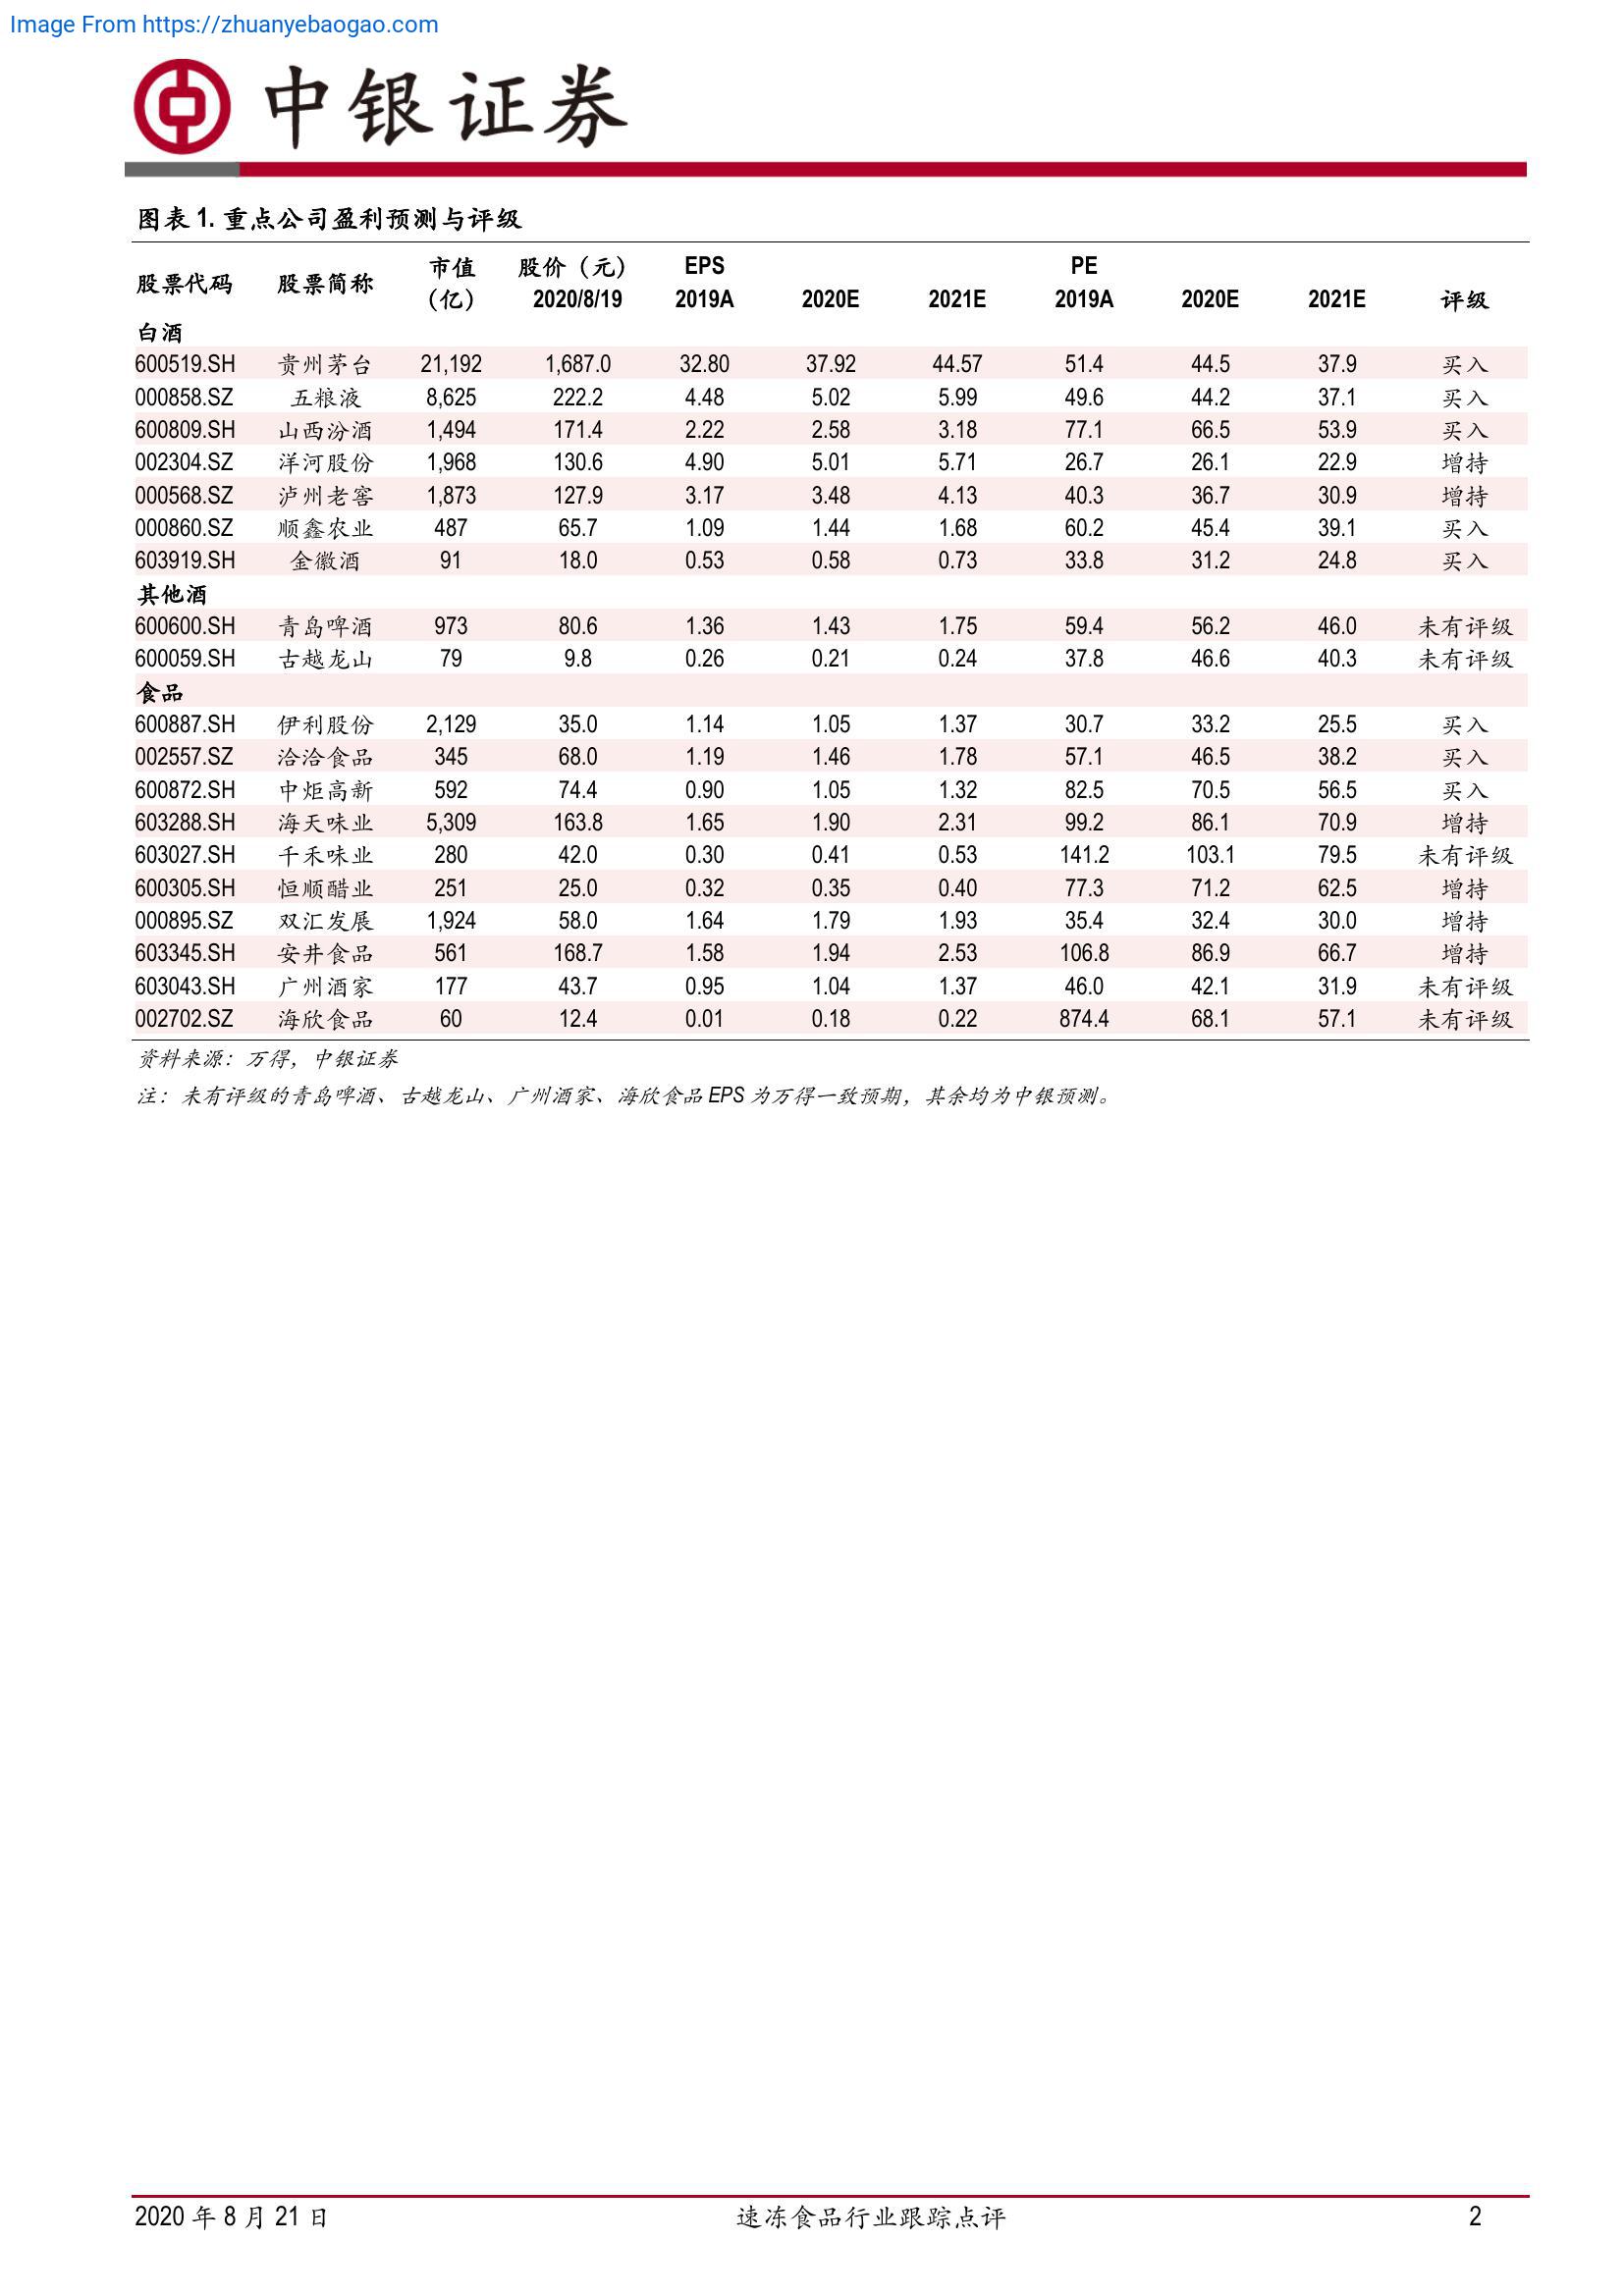 Image From https://zhuanyebaogao.com
中银证券
图表 1. 重点公司盈利预测与评级
股票代码 股票简称 市值（亿） 股价（元）2020/8/19 EPS 2019A 2020E 2021E PE 2019A 2020E 2021E 评级
白酒
600519.SH 贵州茅台 21,192 1,687.0 32.80 37.92 44.57 51.4 44.5 37.9 买入
000858.SZ 五粮液 8,625 222.2 4.48 5.02 5.99 49.6 44.2 37.1 买入
600809.SH 山西汾酒 1,494 171.4 2.22 2.58 3.18 77.1 66.5 53.9 买入
002304.SZ 洋河股份 1,968 130.6 4.90 5.01 5.71 26.7 26.1 22.9 增持
000568.SZ 泸州老窖 1,873 127.9 3.17 3.48 4.13 40.3 36.7 30.9 增持
000860.SZ 顺鑫农业 487 65.7 1.09 1.44 1.68 60.2 45.4 39.1 买入
603919.SH 金徽酒 91 18.0 0.53 0.58 0.73 33.8 31.2 24.8 买入
其他酒
600600.SH 青岛啤酒 973 80.6 1.36 1.43 1.75 59.4 56.2 46.0 未有评级
600059.SH 古越龙山 79 9.8 0.26 0.21 0.24 37.8 46.6 40.3 未有评级
食品
600887.SH 伊利股份 2,129 35.0 1.14 1.05 1.37 30.7 33.2 25.5 买入
002557.SZ 洽洽食品 345 68.0 1.19 1.46 1.78 57.1 46.5 38.2 买入
600872.SH 中炬高新 592 74.4 0.90 1.05 1.32 82.5 70.5 56.5 买入
603288.SH 海天味业 5,309 163.8 1.65 1.90 2.31 99.2 86.1 70.9 增持
603027.SH 千禾味业 280 42.0 0.30 0.41 0.53 141.2 103.1 79.5 未有评级
600305.SH 恒顺醋业 251 25.0 0.32 0.35 0.40 77.3 71.2 62.5 增持
000895.SZ 双汇发展 1,924 58.0 1.64 1.79 1.93 35.4 32.4 30.0 增持
603345.SH 安井食品 561 168.7 1.58 1.94 2.53 106.8 86.9 66.7 增持
603043.SH 广州酒家 177 43.7 0.95 1.04 1.37 46.0 42.1 31.9 未有评级
002702.SZ 海欣食品 60 12.4 0.01 0.18 0.22 874.4 68.1 57.1 未有评级
资料来源：万得，中银证券
注：未有评级的青岛啤酒、古越龙山、广州酒家、海欣食品 EPS 为万得一致预期，其余均为中银预测。
2020 年 8 月 21 日 速冻食品行业跟踪点评 2